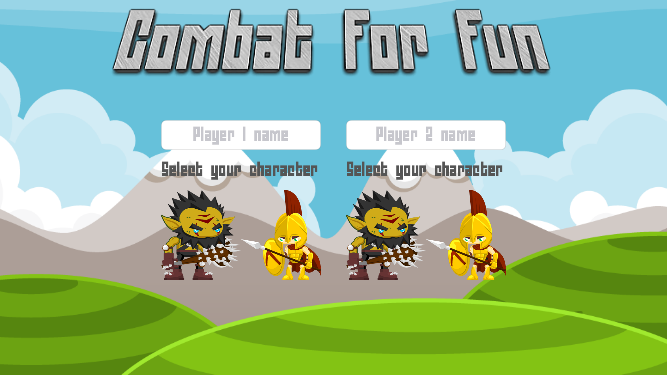 Combat For Fun
Player 1 name
Player 2 name
Select your character
Select your character